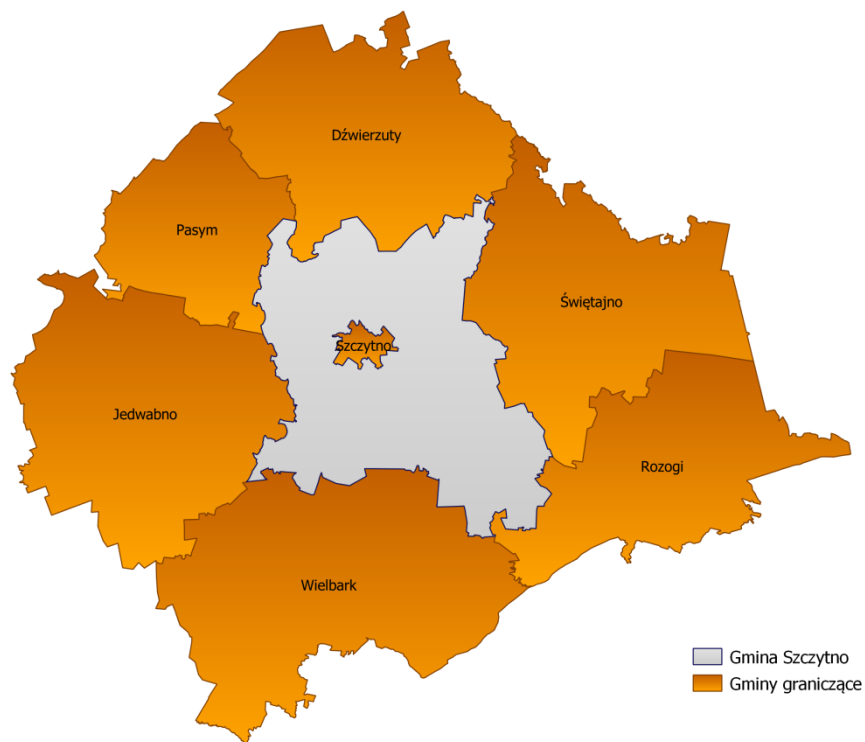 Dźwierzuty
Pasym
Świętajno
Szczytno
Jedwabno
Rozogi
Wielbark
Gmina Szczytno
Gminy graniczące